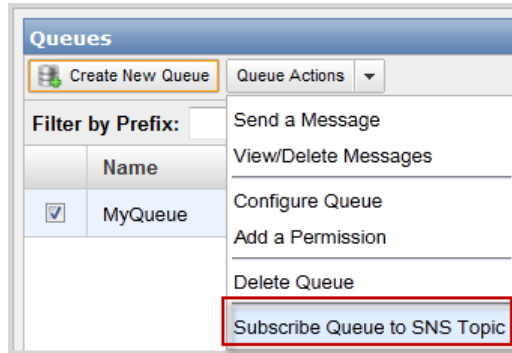 Queues
Create New Queue
Queue Actions
Filter by Prefix:
Send a Message
View/Delete Messages
Name
Configure Queue
MyQueue
Add a Permission
Delete Queue
Subscribe Queue to SNS Topic